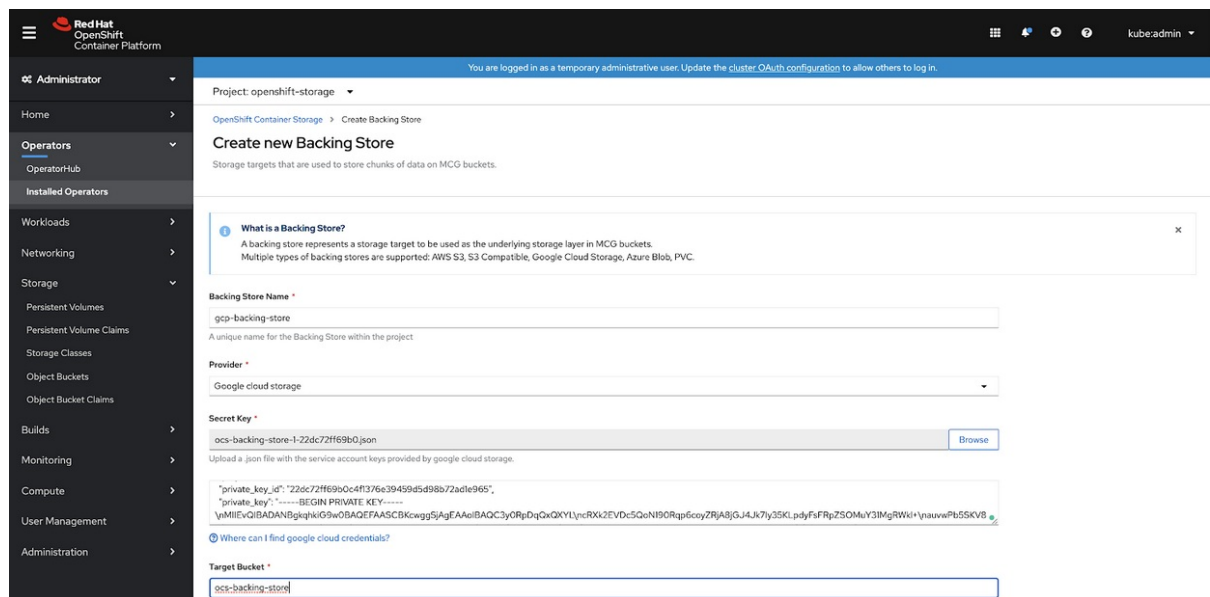 Red Hat
OpenShift
Container Platform
kube:admin
Administrator
You are logged in as a temporary administrative user. Update the cluster OAuth configuration to allow others to log in.
Project: openshift-storage
Home
OpenShift Container Storage > Create Backing Store
Operators
Create new Backing Store
OperatorHub
Storage targets that are used to store chunks of data on MCG buckets.
Installed Operators
Workloads
What is a Backing Store?
A backing store represents a storage target to be used as the underlying storage layer in MCG buckets.
Networking
Multiple types of backing stores are supported: AWS S3, S3 Compatible, Google Cloud Storage, Azure Blob, PVC.
Storage
Backing Store Name *
Persistent Volumes
gcp-backing-store
Persistent Volume Claims
A unique name for the Backing Store within the project
Storage Classes
Provider *
Object Buckets
Google cloud storage
Object Bucket Claims
Secret Key *
Builds
ocs-backing-store-1-22dc72ff69b0.json
Browse
Monitoring
Upload a .json file with the service account keys provided by google cloud storage.
Compute
"private_key_id": "22dc72ff69b0c4f1376e39459d5d98b72ad1e965",
"private_key": "-----BEGIN PRIVATE KEY-----
User Management
Where can I find google cloud credentials?
Administration
Target Bucket *
ocs-backing-store